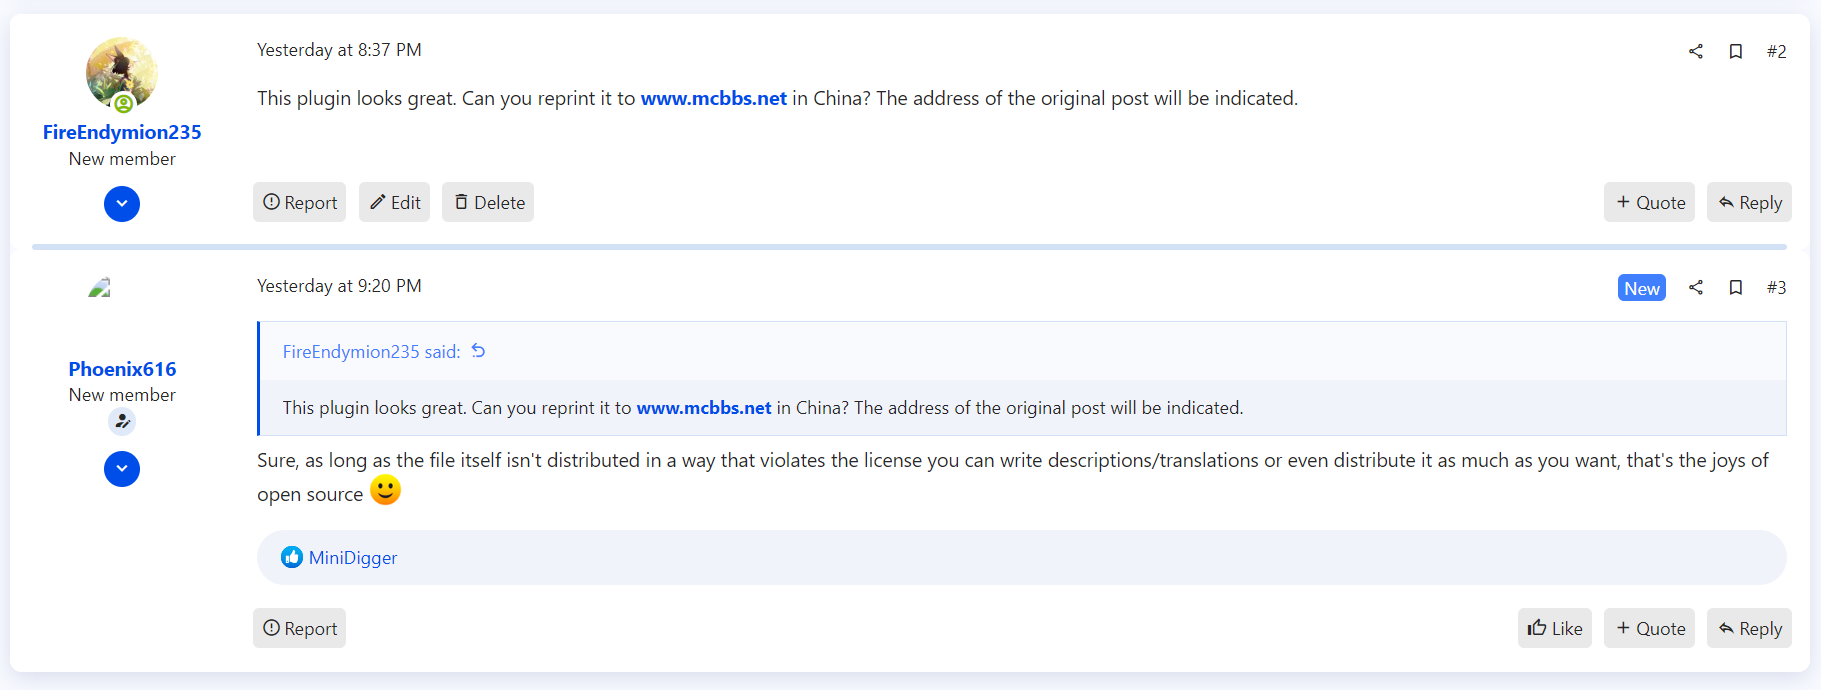 Yesterday at 8:37 PM
#2
This plugin looks great. Can you reprint it to www.mcbbs.net in China? The address of the original post will be indicated.
FireEndymion235
New member
Report
Edit
Delete
+ Quote
Reply
Yesterday at 9:20 PM
New
#3
FireEndymion235 said:
This plugin looks great. Can you reprint it to www.mcbbs.net in China? The address of the original post will be indicated.
Phoenix616
New member
Sure, as long as the file itself isn't distributed in a way that violates the license you can write descriptions/translations or even distribute it as much as you want, that's the joys of
open source
MiniDigger
Report
Like
+ Quote
Reply